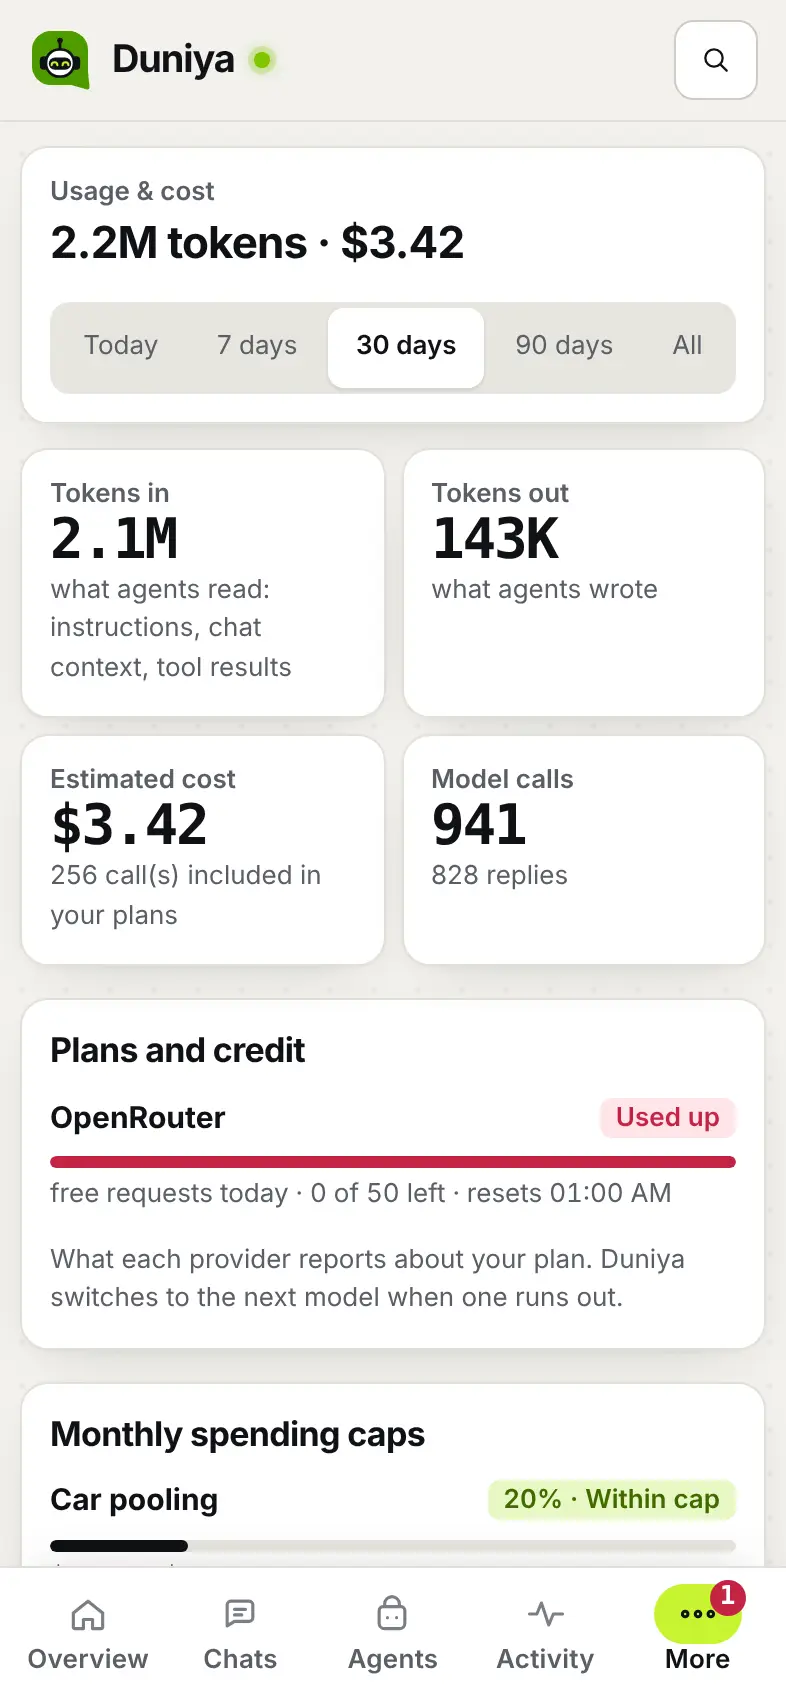 Duniya
Usage & cost
2.2M tokens · $3.42
Today 7 days 30 days 90 days All
Tokens in
2.1M
what agents read:
instructions, chat
context, tool results
Tokens out
143K
what agents wrote
Estimated cost
$3.42
256 call(s) included in
your plans
Model calls
941
828 replies
Plans and credit
OpenRouter
Used up
free requests today · 0 of 50 left · resets 01:00 AM
What each provider reports about your plan. Duniya
switches to the next model when one runs out.
Monthly spending caps
Car pooling
20% · Within cap
1
Overview Chats Agents Activity More